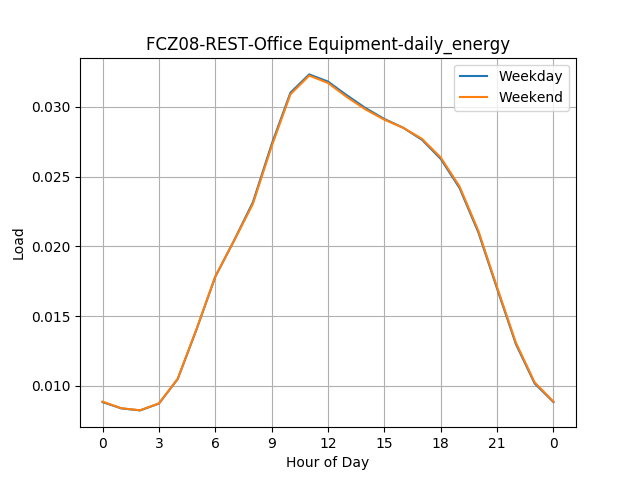 FCZ08-REST-Office Equipment-daily_energy
Weekday
Weekend
0.030
0.025
0.020
0.015
0.010
Load
0 3 6 9 12 15 18 21 0
Hour of Day